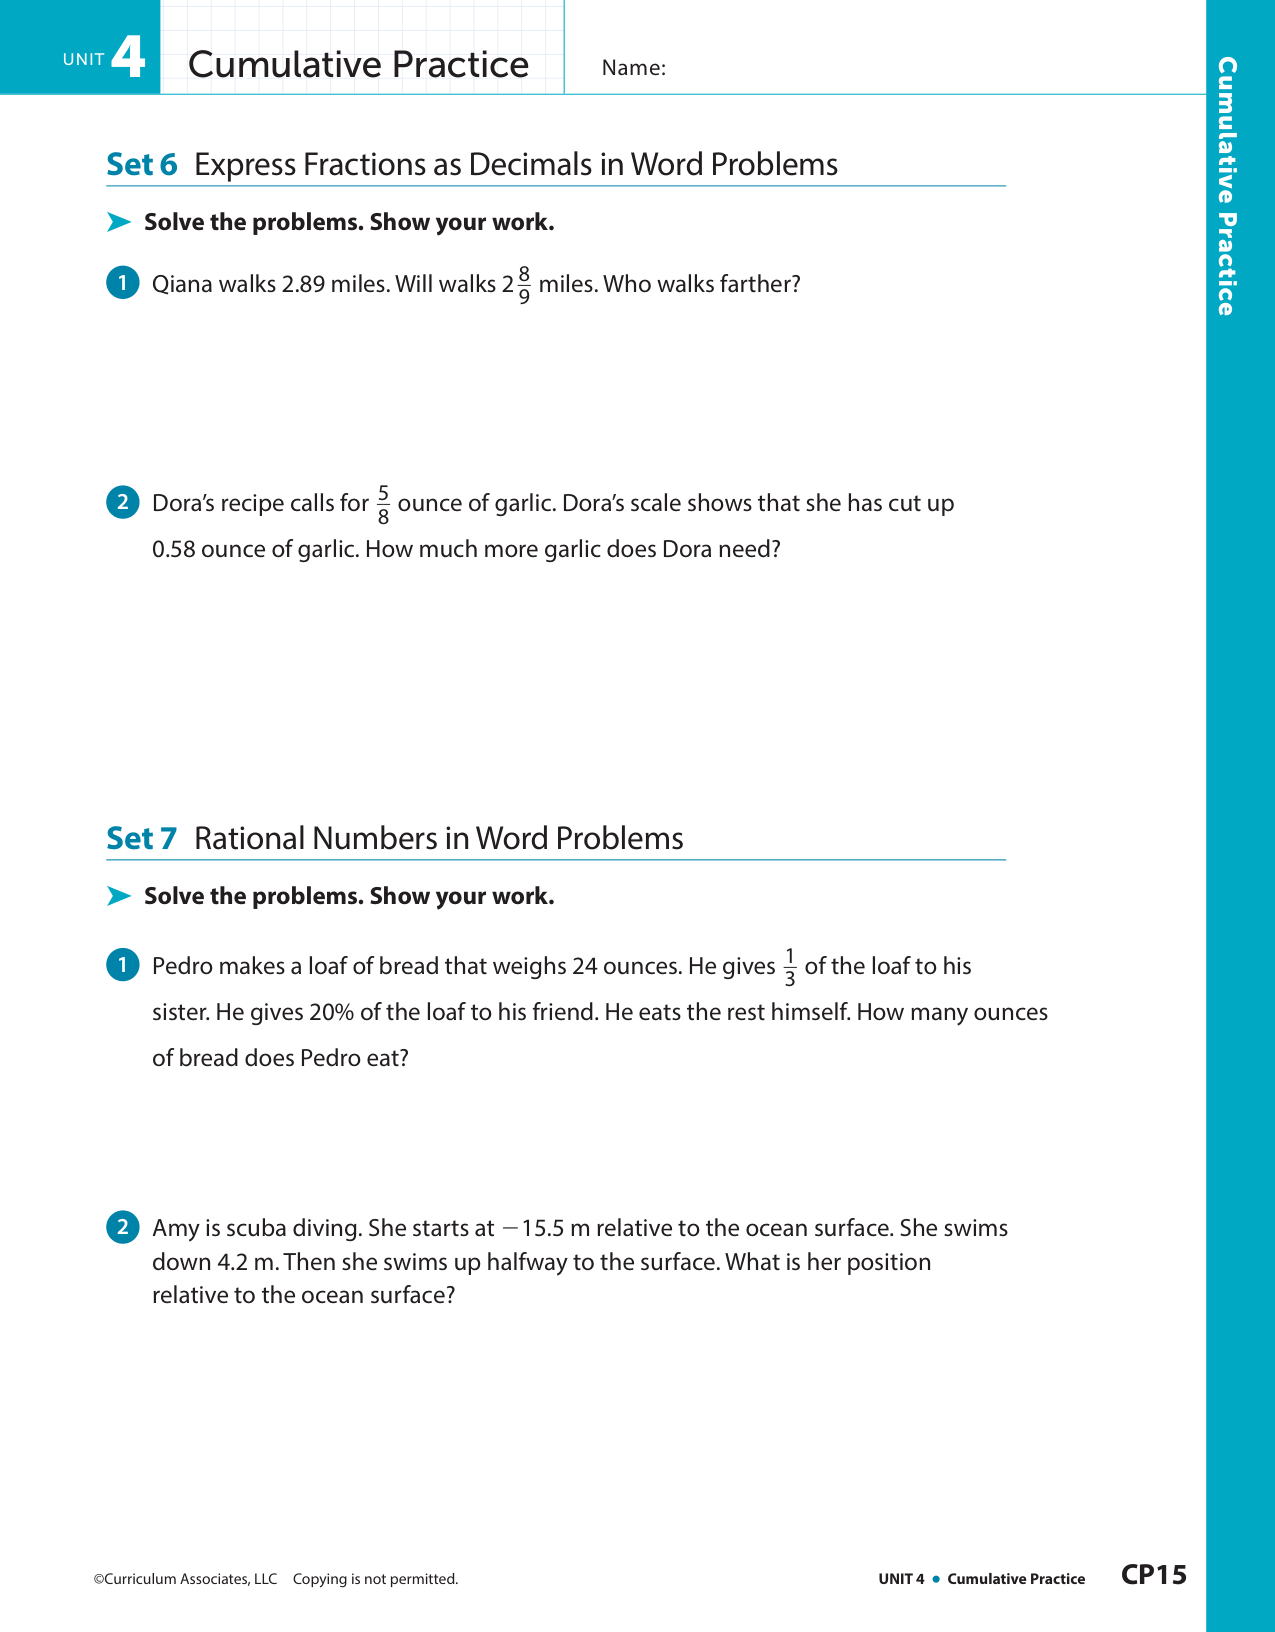 UNIT 4
Cumulative Practice
Name:
Cumulative Practice
Set 6 Express Fractions as Decimals in Word Problems
➤ Solve the problems. Show your work.
1 Qiana walks 2.89 miles. Will walks 2 8/9 miles. Who walks farther?
2 Dora’s recipe calls for 5/8 ounce of garlic. Dora’s scale shows that she has cut up
0.58 ounce of garlic. How much more garlic does Dora need?
Set 7 Rational Numbers in Word Problems
➤ Solve the problems. Show your work.
1 Pedro makes a loaf of bread that weighs 24 ounces. He gives 1/3 of the loaf to his
sister. He gives 20% of the loaf to his friend. He eats the rest himself. How many ounces
of bread does Pedro eat?
2 Amy is scuba diving. She starts at −15.5 m relative to the ocean surface. She swims
down 4.2 m. Then she swims up halfway to the surface. What is her position
relative to the ocean surface?
©Curriculum Associates, LLC Copying is not permitted.
UNIT 4 • Cumulative Practice CP15